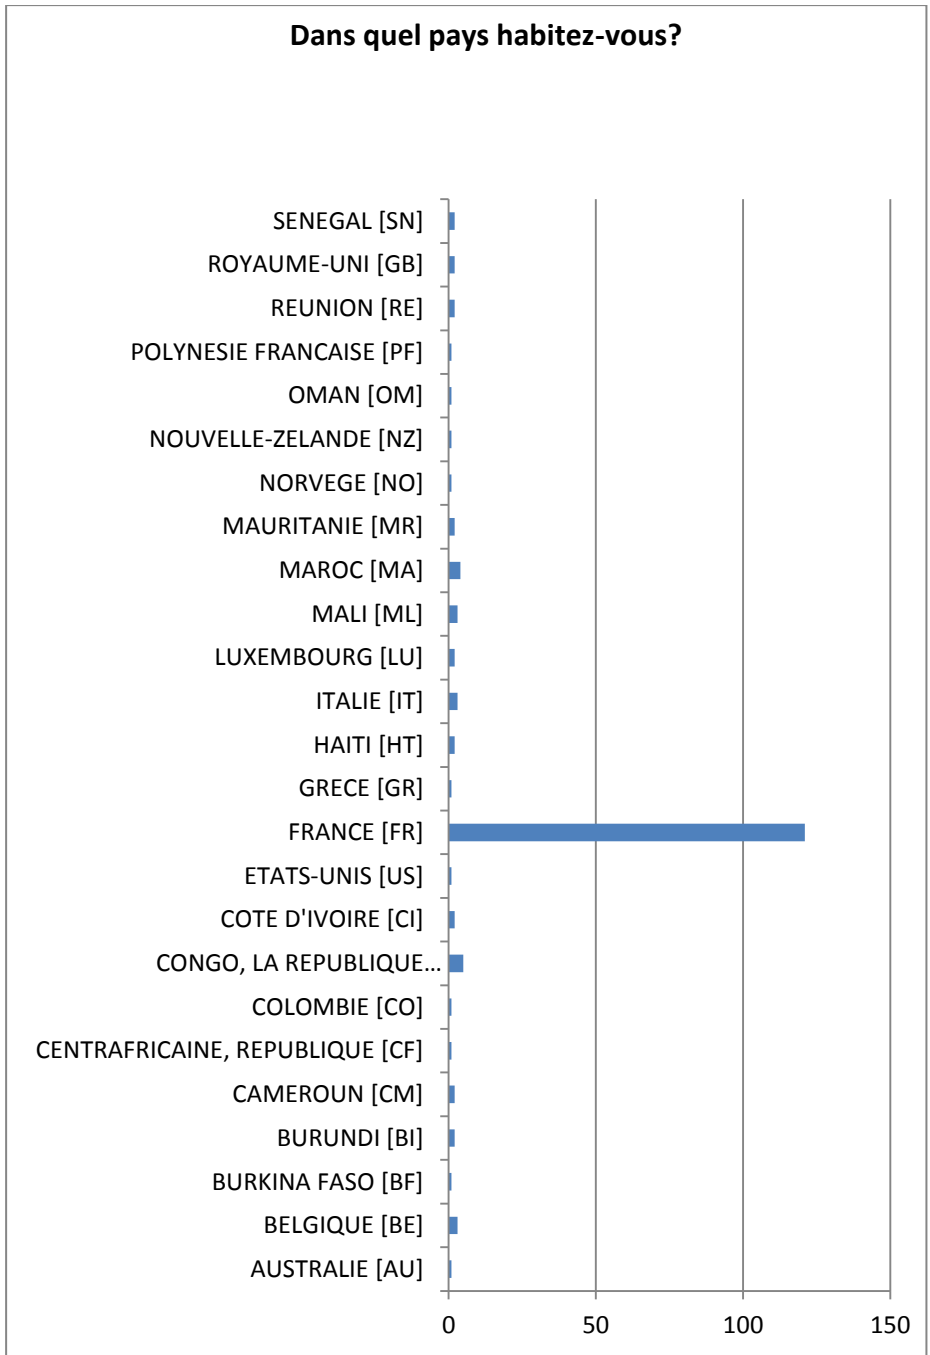 Dans quel pays habitez-vous?
SENEGAL [SN]
ROYAUME-UNI [GB]
REUNION [RE]
POLYNESIE FRANCAISE [PF]
OMAN [OM]
NOUVELLE-ZELANDE [NZ]
NORVEGE [NO]
MAURITANIE [MR]
MAROC [MA]
MALI [ML]
LUXEMBOURG [LU]
ITALIE [IT]
HAITI [HT]
GRECE [GR]
FRANCE [FR]
ETATS-UNIS [US]
COTE D'IVOIRE [CI]
CONGO, LA REPUBLIQUE...
COLOMBIE [CO]
CENTRAFRICAINE, REPUBLIQUE [CF]
CAMEROUN [CM]
BURUNDI [BI]
BURKINA FASO [BF]
BELGIQUE [BE]
AUSTRALIE [AU]
0 50 100 150